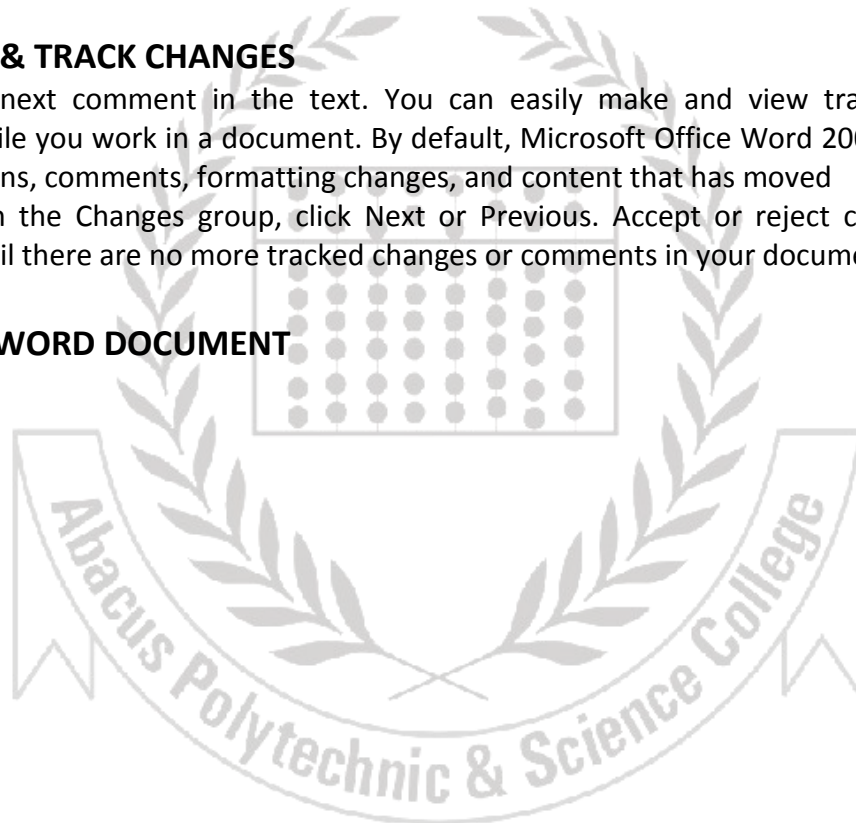 & TRACK CHANGES
next comment in the text. You can easily make and view tra
ile you work in a document. By default, Microsoft Office Word 200
ns, comments, formatting changes, and content that has moved
n the Changes group, click Next or Previous. Accept or reject c
il there are no more tracked changes or comments in your docume
WORD DOCUMENT
Abacus Polytechnic & Science College